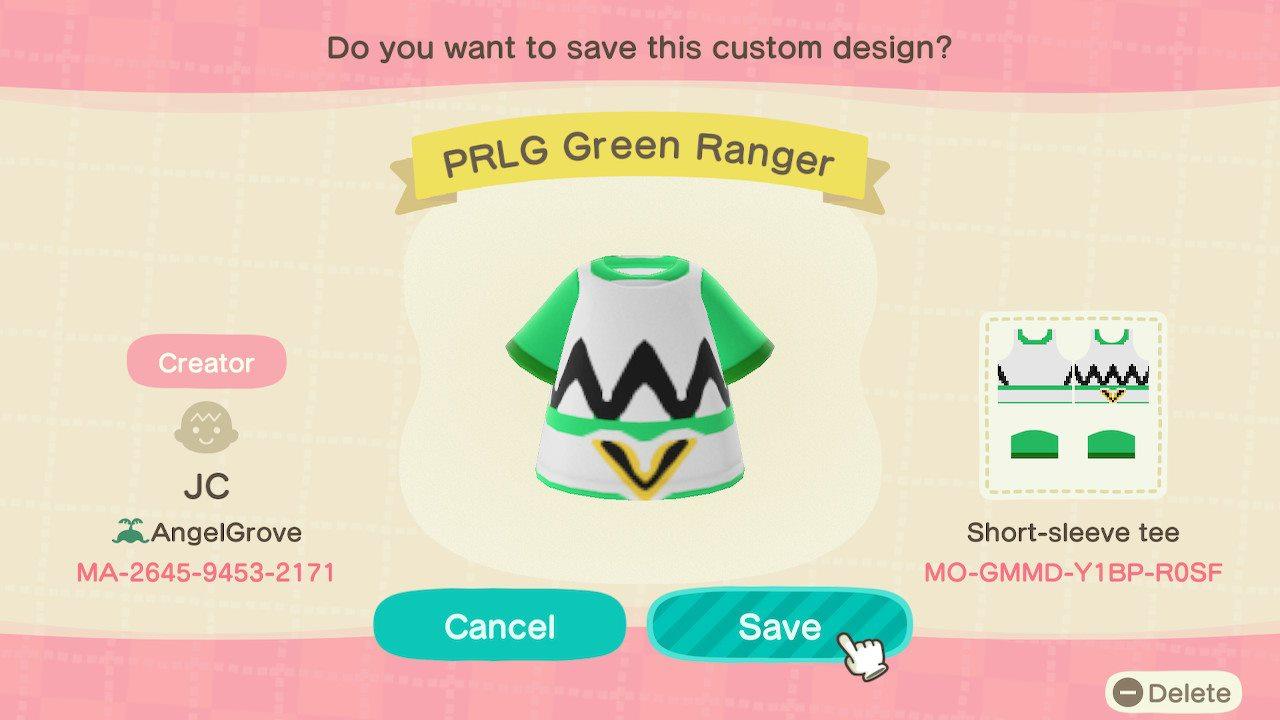 Do you want to save this custom design?
PRLG Green Ranger
Creator
JC
AngelGrove
MA-2645-9453-2171
Short-sleeve tee
MO-GMMD-Y1BP-R0SF
Cancel
Save
Delete